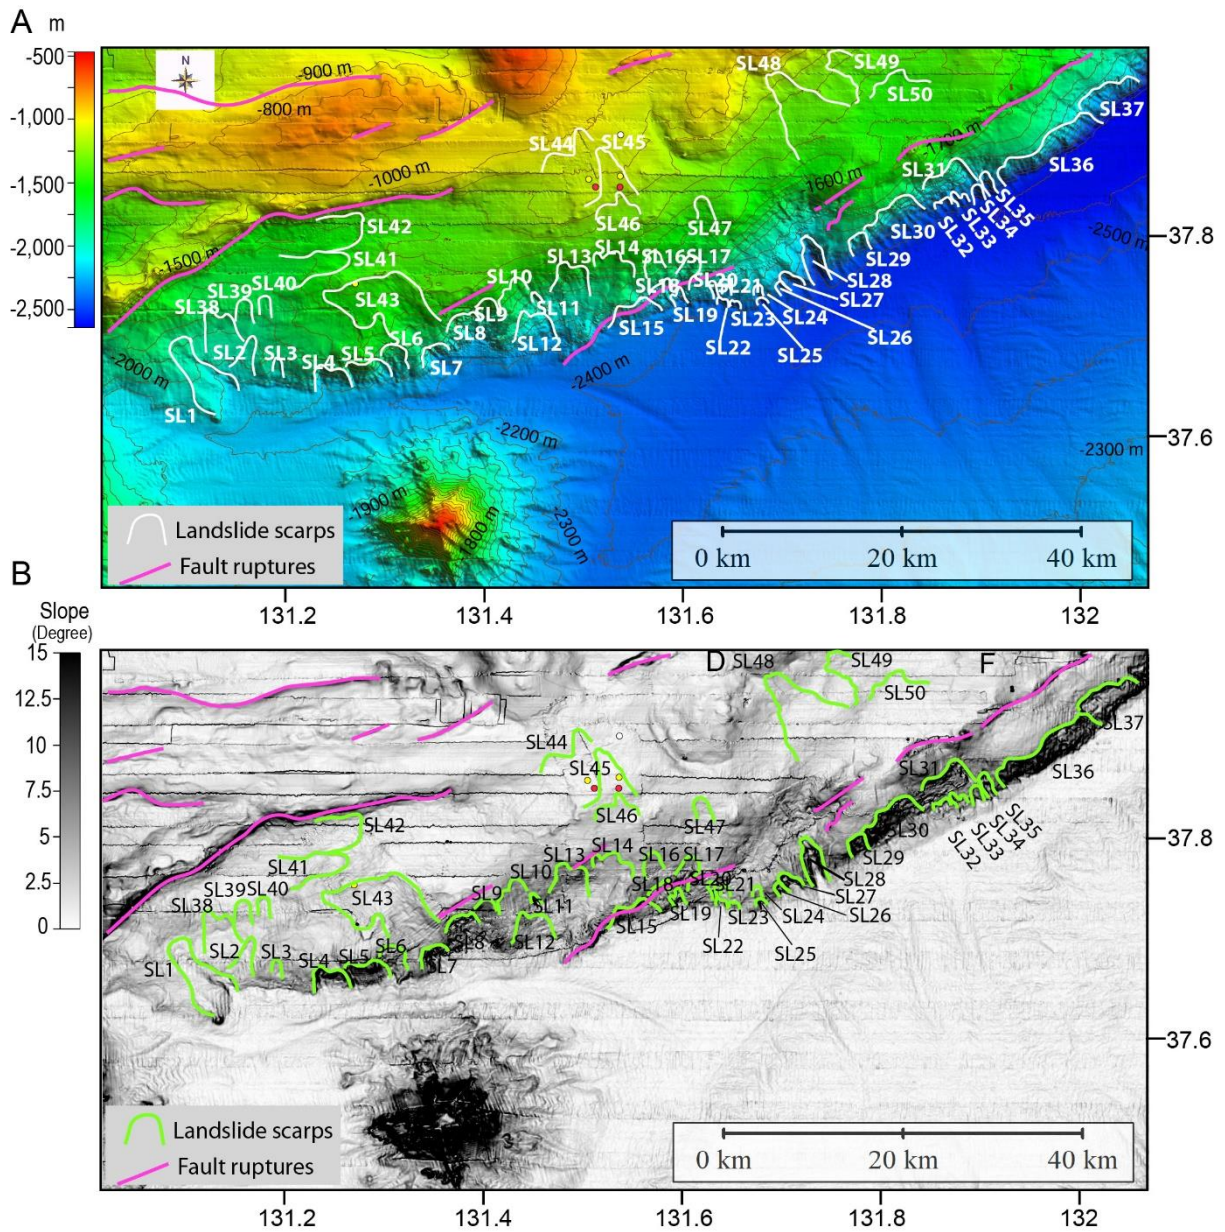 A
m
-500
-1,000
-1,500
-2,000
-2,500
N
-900 m
-800 m
-1000 m
-1500 m
-2000 m
-2200 m
-2400 m
-2300 m
-1900 m
-1800 m
-1600 m
-1700 m
-2500 m
-2300 m
SL48
SL49
SL50
SL37
SL44
SL45
SL31
SL36
SL46
SL47
SL35
SL34
SL33
SL32
SL30
SL42
SL41
SL29
SL28
SL27
SL26
SL13
SL14
SL16
SL17
SL10
SL18
SL20
SL21
SL39
SL40
SL43
SL38
SL9
SL11
SL8
SL15
SL19
SL23
SL24
SL2
SL3
SL6
SL5
SL4
SL7
SL12
SL22
SL25
SL1
37.8
37.6
Landslide scarps
Fault ruptures
0 km 20 km 40 km
131.2 131.4 131.6 131.8 132
B
Slope
(Degree)
15
12.5
10
7.5
5
2.5
0
D
SL48
SL49
F
SL50
SL37
SL44
SL45
SL31
SL36
SL46
SL47
SL35
SL34
SL33
SL32
SL30
SL42
SL41
SL29
SL28
SL27
SL26
SL13
SL14
SL16
SL17
SL10
SL18
SL20
SL21
SL39
SL40
SL43
SL38
SL9
SL11
SL8
SL15
SL19
SL23
SL24
SL2
SL3
SL6
SL5
SL4
SL7
SL12
SL22
SL25
SL1
37.8
37.6
Landslide scarps
Fault ruptures
0 km 20 km 40 km
131.2 131.4 131.6 131.8 132